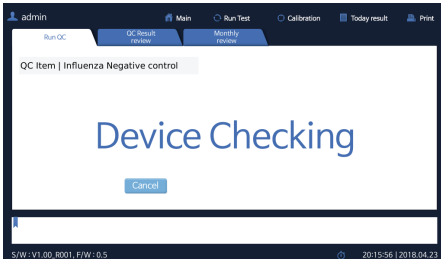 admin
Main
Run Test
Calibration
Today result
Print
Run QC
QC Result
review
Monthly
review
QC Item | Influenza Negative control
Device Checking
Cancel
S/W : V1.00_R001, F/W : 0.5
20:15:56 | 2018.04.23